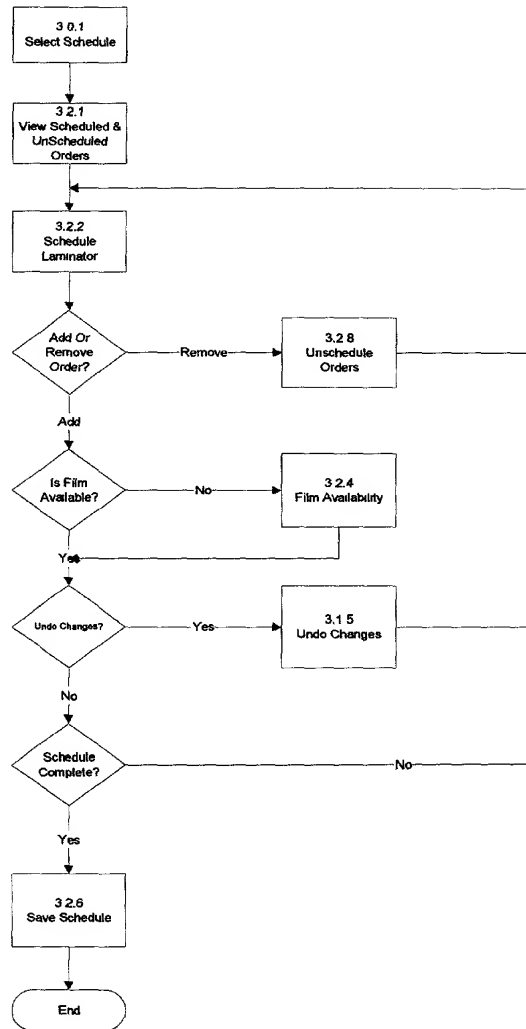 3.0.1
Select Schedule
3.2.1
View Scheduled &
UnScheduled
Orders
3.2.2
Schedule
Laminator
Add Or
Remove
Order?
Remove
3.2.8
Unschedule
Orders
Add
Is Film
Available?
No
3.2.4
Film Availability
Yes
Undo Changes?
Yes
3.1.5
Undo Changes
No
Schedule
Complete?
No
Yes
3.2.6
Save Schedule
End